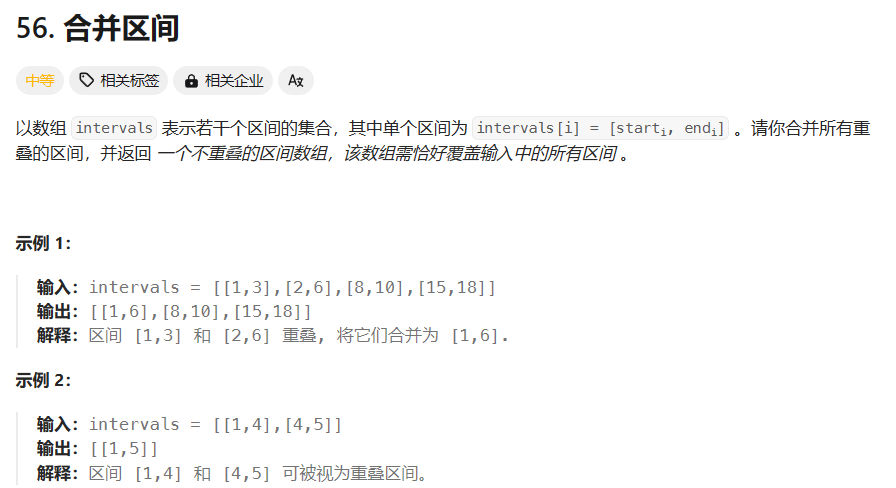 56. 合并区间
中等 相关标签 相关企业 Aż
以数组 intervals 表示若干个区间的集合，其中单个区间为 intervals[i] = [starti, endi] 。请你合并所有重
叠的区间，并返回 一个不重叠的区间数组，该数组需恰好覆盖输入中的所有区间 。
示例 1：
输入：intervals = [[1,3],[2,6],[8,10],[15,18]]
输出：[[1,6],[8,10],[15,18]]
解释：区间 [1,3] 和 [2,6] 重叠, 将它们合并为 [1,6].
示例 2：
输入：intervals = [[1,4],[4,5]]
输出：[[1,5]]
解释：区间 [1,4] 和 [4,5] 可被视为重叠区间。